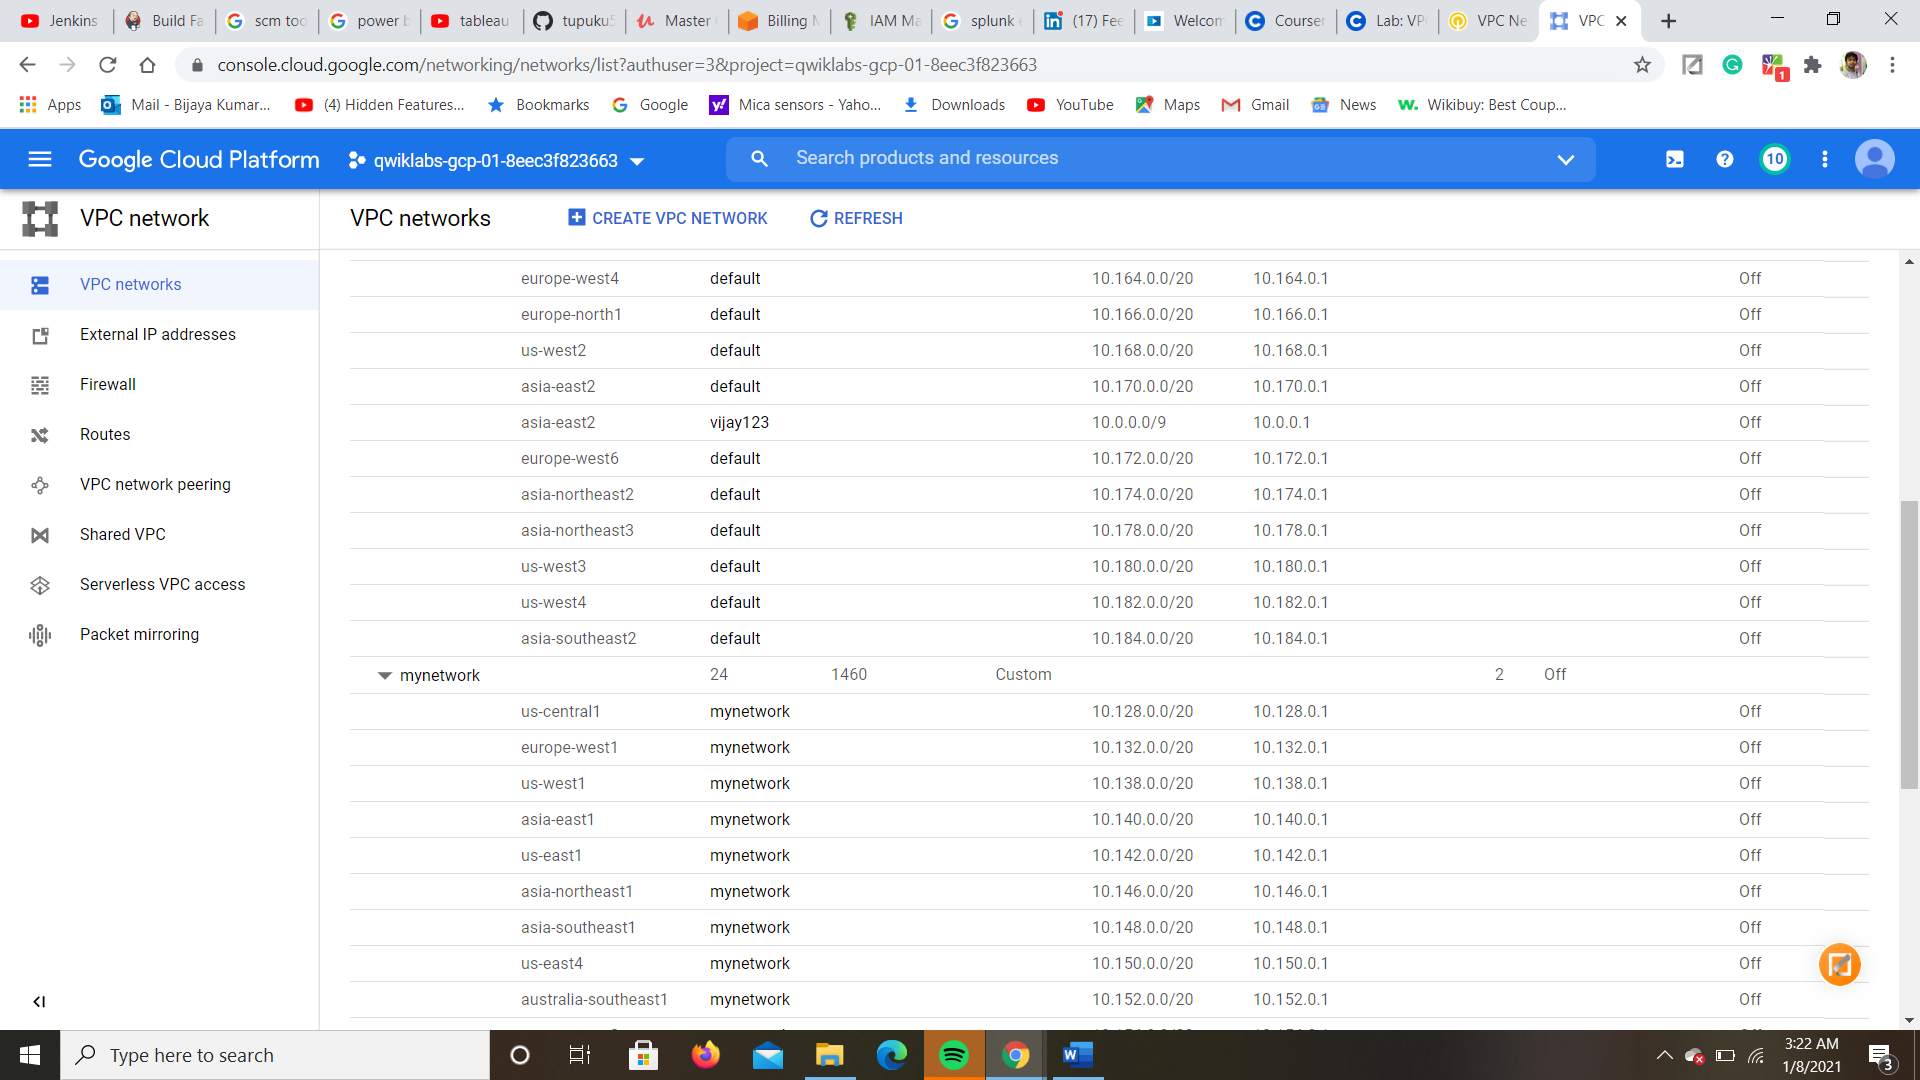 Jenkins Build Fa scm too power b tableau tupukuS Master Billing M IAM Ma splunk (17) Fee Welcom Courser Lab: VP VPC Ne VPC
console.cloud.google.com/networking/networks/list?authuser=3&project=qwiklabs-gcp-01-8eec3f823663
1
Apps Mail - Bijaya Kumar... (4) Hidden Features... Bookmarks Google Mica sensors - Yaho... Downloads YouTube Maps Gmail News Wikibuy: Best Coup...
Google Cloud Platform qwiklabs-gcp-01-8eec3f823663 Search products and resources 10
VPC network
VPC networks CREATE VPC NETWORK REFRESH
VPC networks
External IP addresses
Firewall
Routes
VPC network peering
Shared VPC
Serverless VPC access
Packet mirroring
europe-west4 default 10.164.0.0/20 10.164.0.1 Off
europe-north1 default 10.166.0.0/20 10.166.0.1 Off
us-west2 default 10.168.0.0/20 10.168.0.1 Off
asia-east2 default 10.170.0.0/20 10.170.0.1 Off
asia-east2 vijay123 10.0.0.0/9 10.0.0.1 Off
europe-west6 default 10.172.0.0/20 10.172.0.1 Off
asia-northeast2 default 10.174.0.0/20 10.174.0.1 Off
asia-northeast3 default 10.178.0.0/20 10.178.0.1 Off
us-west3 default 10.180.0.0/20 10.180.0.1 Off
us-west4 default 10.182.0.0/20 10.182.0.1 Off
asia-southeast2 default 10.184.0.0/20 10.184.0.1 Off
mynetwork 24 1460 Custom 2 Off
us-central1 mynetwork 10.128.0.0/20 10.128.0.1 Off
europe-west1 mynetwork 10.132.0.0/20 10.132.0.1 Off
us-west1 mynetwork 10.138.0.0/20 10.138.0.1 Off
asia-east1 mynetwork 10.140.0.0/20 10.140.0.1 Off
us-east1 mynetwork 10.142.0.0/20 10.142.0.1 Off
asia-northeast1 mynetwork 10.146.0.0/20 10.146.0.1 Off
asia-southeast1 mynetwork 10.148.0.0/20 10.148.0.1 Off
us-east4 mynetwork 10.150.0.0/20 10.150.0.1 Off
australia-southeast1 mynetwork 10.152.0.0/20 10.152.0.1 Off
Type here to search
3:22 AM
1/8/2021
3